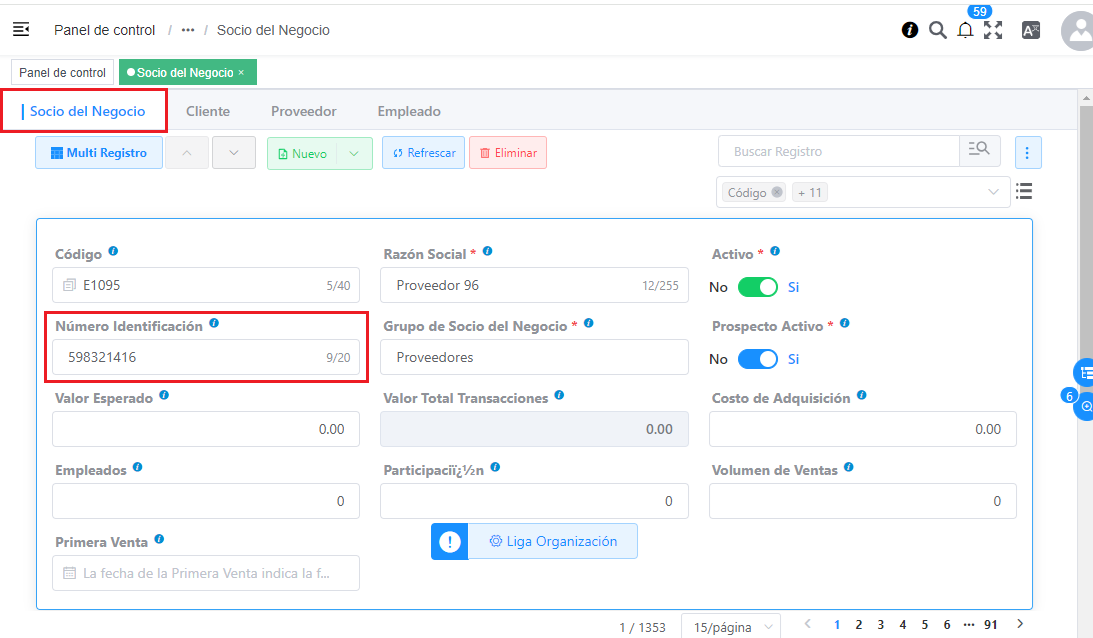 Panel de control / ••• / Socio del Negocio
59
Panel de control
Socio del Negocio ×
Socio del Negocio
Cliente
Proveedor
Empleado
Multi Registro
Nuevo
Refrescar
Eliminar
Buscar Registro
Código
+ 11
Código
Razón Social *
Activo *
E1095
5/40
Proveedor 96
12/255
No
Si
Número Identificación
Grupo de Socio del Negocio *
Prospecto Activo *
598321416
9/20
Proveedores
No
Si
Valor Esperado
Valor Total Transacciones
Costo de Adquisición
0.00
0.00
0.00
6
Empleados
Participaciï¿½n
Volumen de Ventas
0
0
0
Primera Venta
Liga Organización
La fecha de la Primera Venta indica la f...
1 / 1353
15/página
1 2 3 4 5 6 ••• 91